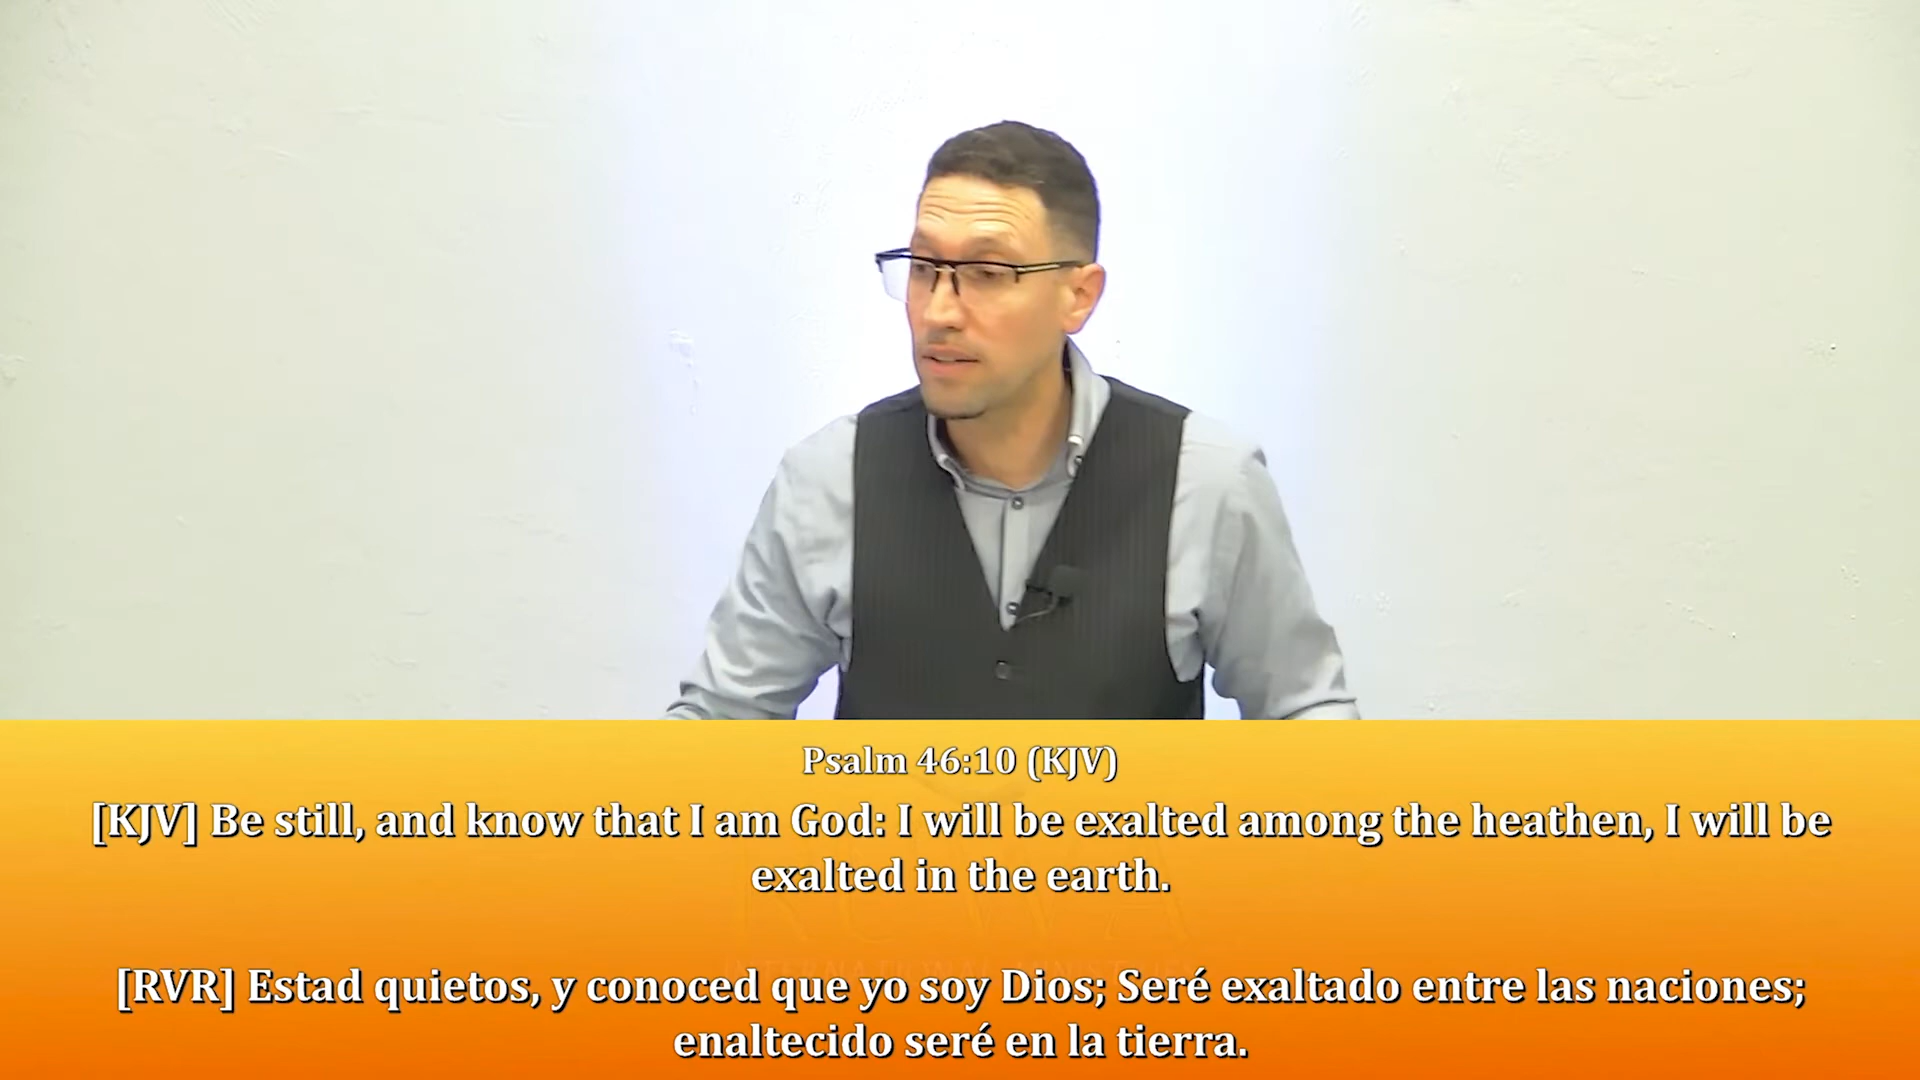 Psalm 46:10 (KJV)
[KJV] Be still, and know that I am God: I will be exalted among the heathen, I will be
exalted in the earth.
[RVR] Estad quietos, y conoced que yo soy Dios; Seré exaltado entre las naciones;
enaltecido seré en la tierra.